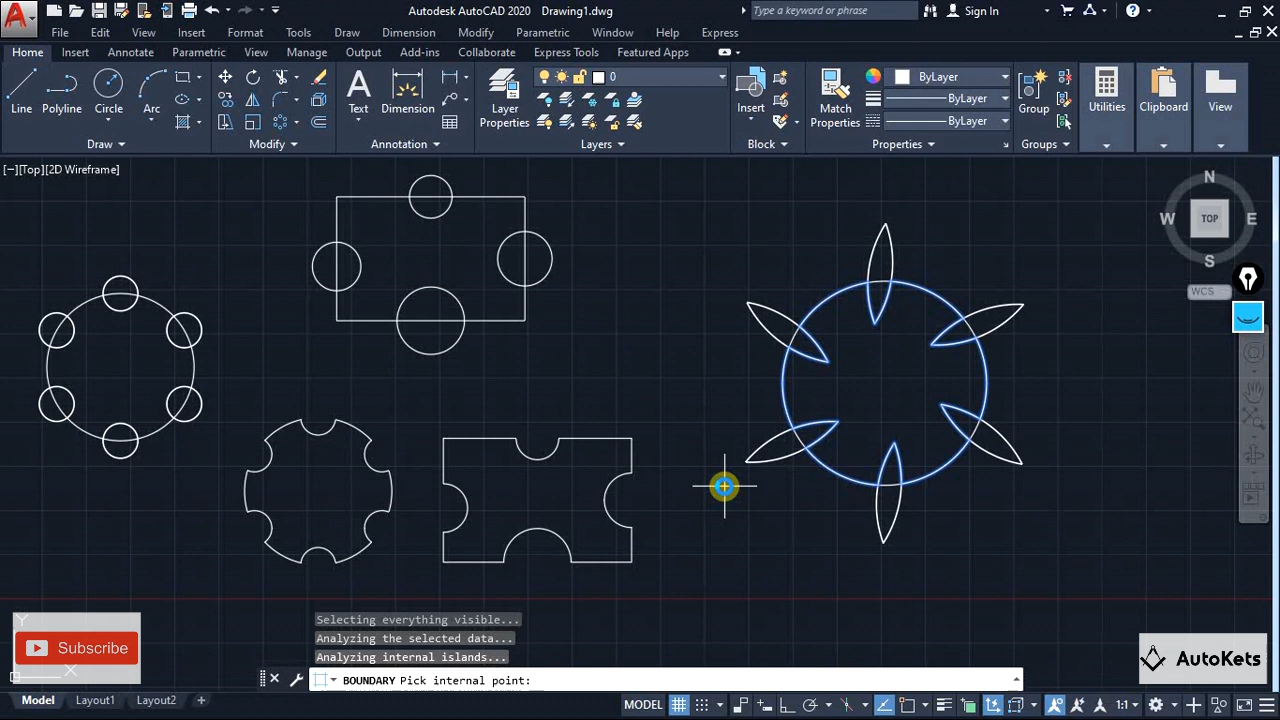 Autodesk AutoCAD 2020 Drawing1.dwg Type a keyword or phrase Sign In
File Edit View Insert Format Tools Draw Dimension Modify Parametric Window Help Express
Home Insert Annotate Parametric View Manage Output Add-ins Collaborate Express Tools Featured Apps
Line Polyline Circle Arc Text Dimension Layer Properties 0 Insert Match Properties ByLayer Group Utilities Clipboard View
ByLayer
ByLayer
Draw Modify Annotation Layers Block Properties Groups
[−][Top][2D Wireframe]
N
W TOP E
S
WCS
Selecting everything visible...
Analyzing the selected data...
Analyzing internal islands...
Y
Subscribe
X
AutoKets
BOUNDARY Pick internal point:
Model Layout1 Layout2 + MODEL 1:1